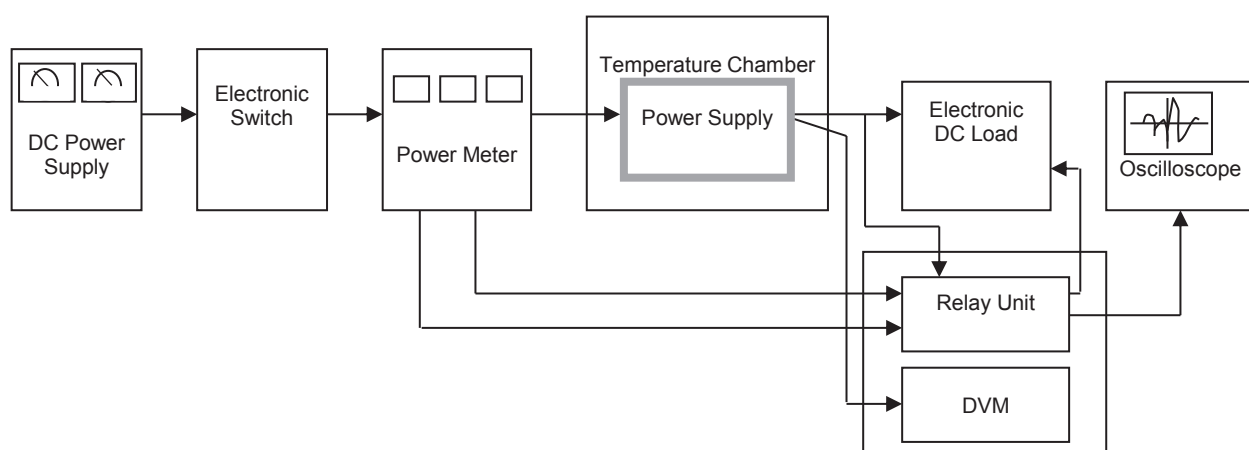 DC Power
Supply
Electronic
Switch
Power Meter
Temperature Chamber
Power Supply
Electronic
DC Load
Oscilloscope
Relay Unit
DVM